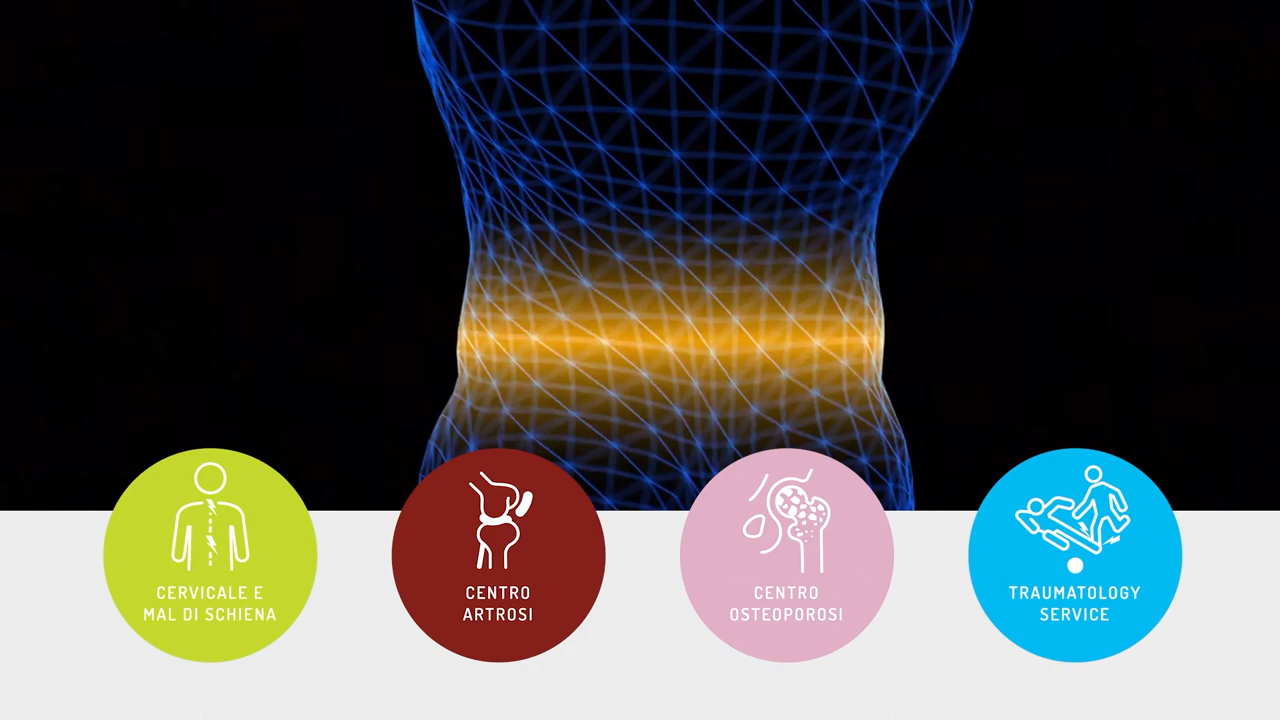 CERVICALE E
MAL DI SCHIENA
CENTRO
ARTROSI
CENTRO
OSTEOPOROSI
TRAUMATOLOGY
SERVICE